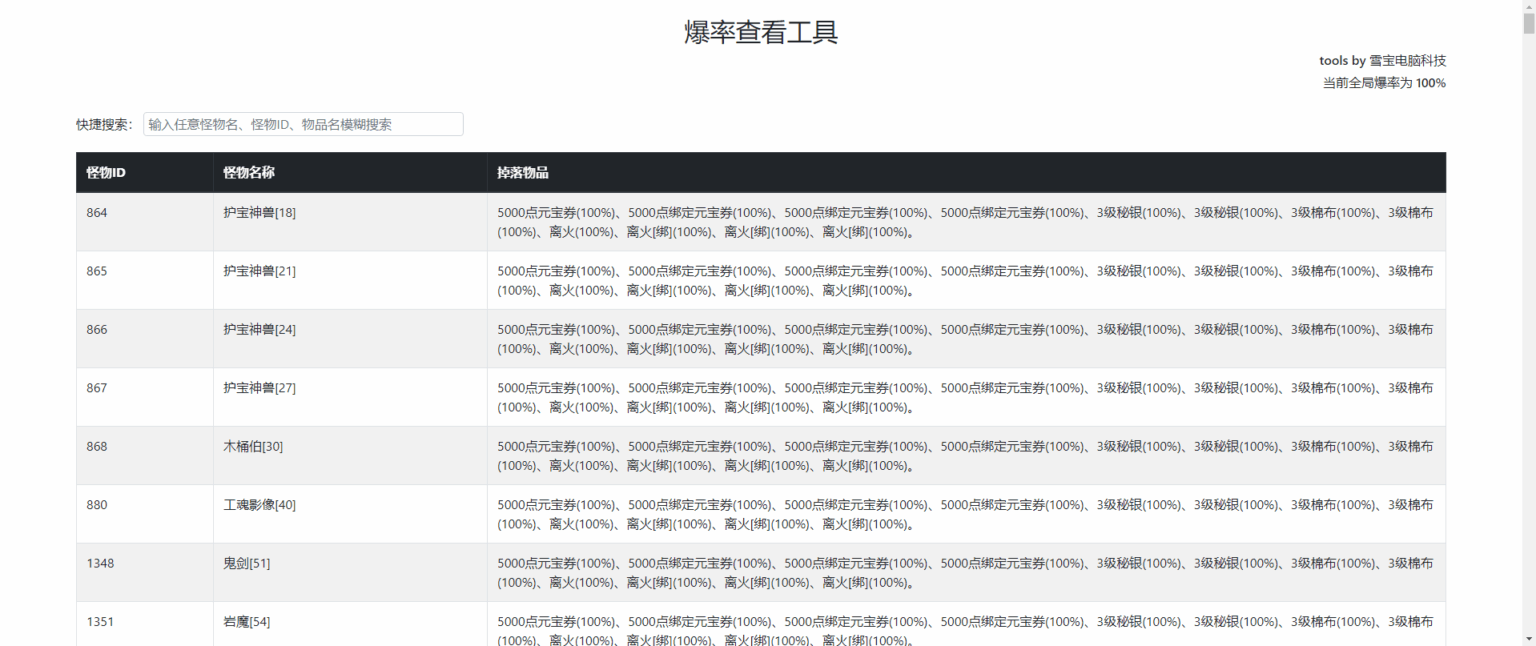 爆率查看工具
tools by 雪宝电脑科技
当前全局爆率为 100%
快捷搜索： 输入任意怪物名、怪物ID、物品名模糊搜索
怪物ID 怪物名称 掉落物品
864 护宝神兽[18] 5000点元宝券(100%)、5000点绑定元宝券(100%)、5000点绑定元宝券(100%)、5000点绑定元宝券(100%)、3级秘银(100%)、3级秘银(100%)、3级棉布(100%)、3级棉布
(100%)、离火(100%)、离火[绑](100%)、离火[绑](100%)、离火[绑](100%)。
865 护宝神兽[21] 5000点元宝券(100%)、5000点绑定元宝券(100%)、5000点绑定元宝券(100%)、5000点绑定元宝券(100%)、3级秘银(100%)、3级秘银(100%)、3级棉布(100%)、3级棉布
(100%)、离火(100%)、离火[绑](100%)、离火[绑](100%)、离火[绑](100%)。
866 护宝神兽[24] 5000点元宝券(100%)、5000点绑定元宝券(100%)、5000点绑定元宝券(100%)、5000点绑定元宝券(100%)、3级秘银(100%)、3级秘银(100%)、3级棉布(100%)、3级棉布
(100%)、离火(100%)、离火[绑](100%)、离火[绑](100%)、离火[绑](100%)。
867 护宝神兽[27] 5000点元宝券(100%)、5000点绑定元宝券(100%)、5000点绑定元宝券(100%)、5000点绑定元宝券(100%)、3级秘银(100%)、3级秘银(100%)、3级棉布(100%)、3级棉布
(100%)、离火(100%)、离火[绑](100%)、离火[绑](100%)、离火[绑](100%)。
868 木桶伯[30] 5000点元宝券(100%)、5000点绑定元宝券(100%)、5000点绑定元宝券(100%)、5000点绑定元宝券(100%)、3级秘银(100%)、3级秘银(100%)、3级棉布(100%)、3级棉布
(100%)、离火(100%)、离火[绑](100%)、离火[绑](100%)、离火[绑](100%)。
880 工魂影像[40] 5000点元宝券(100%)、5000点绑定元宝券(100%)、5000点绑定元宝券(100%)、5000点绑定元宝券(100%)、3级秘银(100%)、3级秘银(100%)、3级棉布(100%)、3级棉布
(100%)、离火(100%)、离火[绑](100%)、离火[绑](100%)、离火[绑](100%)。
1348 鬼剑[51] 5000点元宝券(100%)、5000点绑定元宝券(100%)、5000点绑定元宝券(100%)、5000点绑定元宝券(100%)、3级秘银(100%)、3级秘银(100%)、3级棉布(100%)、3级棉布
(100%)、离火(100%)、离火[绑](100%)、离火[绑](100%)、离火[绑](100%)。
1351 岩魔[54] 5000点元宝券(100%)、5000点绑定元宝券(100%)、5000点绑定元宝券(100%)、5000点绑定元宝券(100%)、3级秘银(100%)、3级秘银(100%)、3级棉布(100%)、3级棉布
(100%)、离火(100%)、离火[绑](100%)、离火[绑](100%)、离火[绑](100%)。